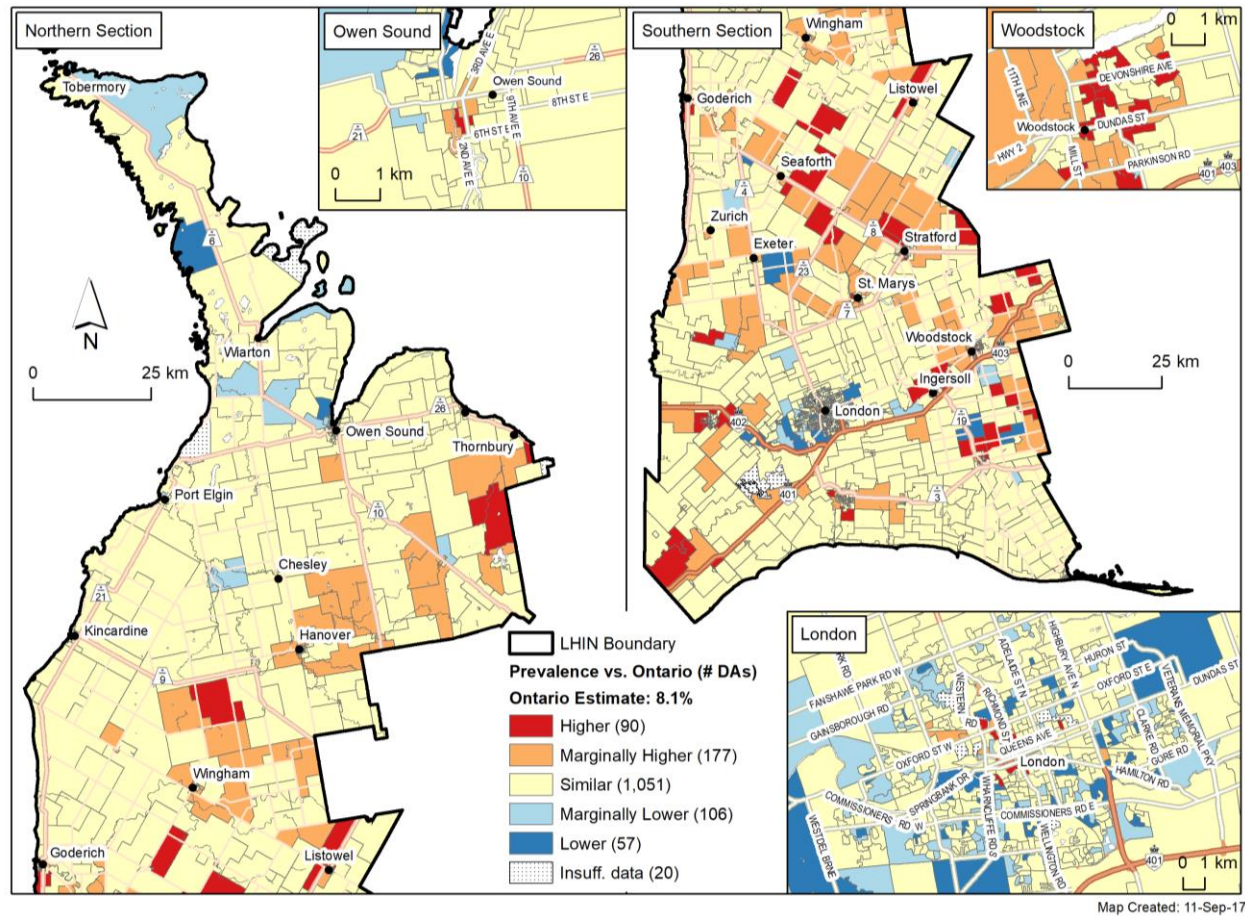 Northern Section
Tobermory
6
N
0 25 km
Wiarton
26
Owen Sound
Thornbury
Port Elgin
10
Chesley
21
Kincardine
Hanover
9
Wingham
Goderich
Listowel
Owen Sound
3RD AVE E
26
Owen Sound
9TH AVE E
8TH ST E
21
6TH ST E
2ND AVE E
0 1 km
10
Southern Section
Wingham
Goderich
Listowel
Seaforth
4
Zurich
8
Stratford
Exeter
23
St. Marys
7
Woodstock
403
0 25 km
Ingersoll
London
19
402
401
3
Woodstock
0 1 km
11TH LINE
DEVONSHIRE AVE
Woodstock
DUNDAS ST
HWY 2
MILL ST
PARKINSON RD
401
403
LHIN Boundary
Prevalence vs. Ontario (# DAs)
Ontario Estimate: 8.1%
Higher (90)
Marginally Higher (177)
Similar (1,051)
Marginally Lower (106)
Lower (57)
Insuff. data (20)
London
FANSHAWE PARK RD W
GAINSBOROUGH RD
WESTERN RD
RICHMOND ST
ADELAIDE ST N
HIGHBURY AVE N
HURON ST
OXFORD ST E
VETERANS MEMORIAL PKY
DUNDAS ST
CLARKE RD
GORE RD
QUEENS AVE
OXFORD ST W
London
HAMILTON RD
SPRINGBANK DR
COMMISSIONERS RD W
COMMISSIONERS RD E
WESTDEL BRNE
WHARNCLIFFE RD S
WELLINGTON RD
401
0 1 km
Map Created: 11-Sep-17